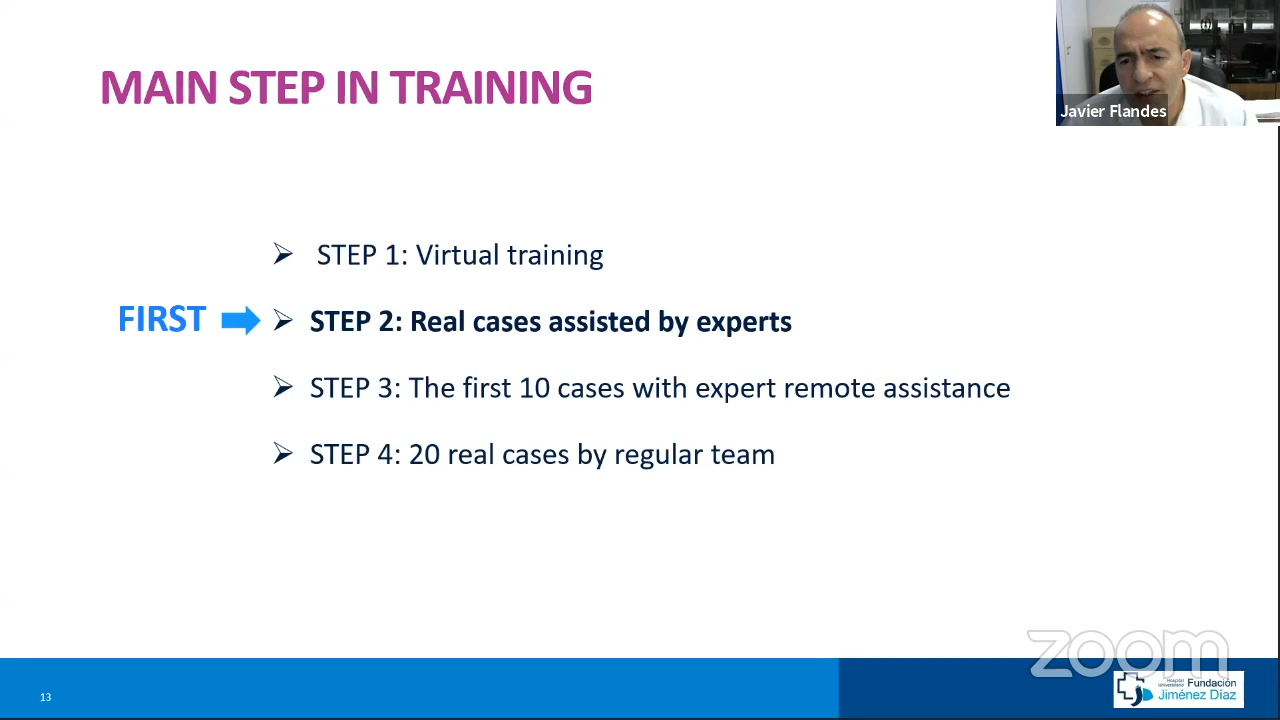 MAIN STEP IN TRAINING
Javier Flandes
➢ STEP 1: Virtual training
FIRST
➢ STEP 2: Real cases assisted by experts
➢ STEP 3: The first 10 cases with expert remote assistance
➢ STEP 4: 20 real cases by regular team
zoom
13
Hospital
Universitario
Fundación
Jiménez Díaz